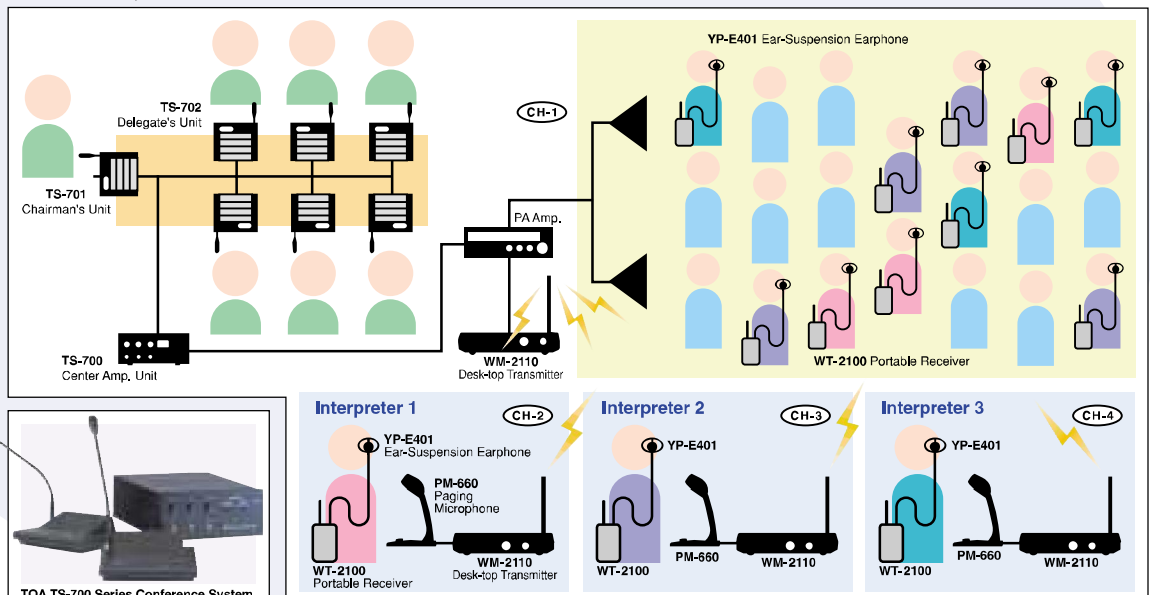 YP-E401 Ear-Suspension Earphone
TS-702
Delegate's Unit
CH-1
TS-701
Chairman's Unit
PA Amp.
TS-700
Center Amp. Unit
WM-2110
Desk-top Transmitter
WT-2100 Portable Receiver
Interpreter 1
CH-2
YP-E401
Ear-Suspension Earphone
PM-660
Paging
Microphone
WT-2100
Portable Receiver
WM-2110
Desk-top Transmitter
Interpreter 2
CH-3
YP-E401
WT-2100
PM-660
WM-2110
Interpreter 3
CH-4
YP-E401
WT-2100
PM-660
WM-2110
TOA TS-700 Series Conference System